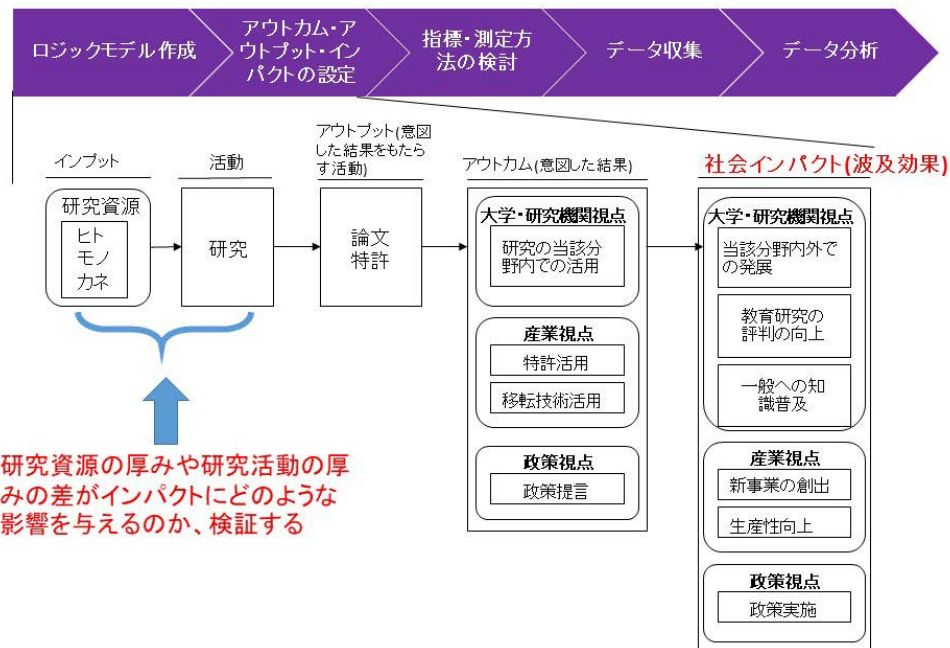 ロジックモデル作成
アウトカム・ア
ウトプット・イン
パクトの設定
指標・測定方
法の検討
データ収集
データ分析
インプット
研究資源
ヒト
モノ
カネ
活動
研究
アウトプット(意図
した結果をもたら
す活動)
論文
特許
アウトカム(意図した結果)
大学・研究機関視点
研究の当該分
野内での活用
産業視点
特許活用
移転技術活用
政策視点
政策提言
社会インパクト(波及効果)
大学・研究機関視点
当該分野内外で
の発展
教育研究の
評判の向上
一般への知
識普及
産業視点
新事業の創出
生産性向上
政策視点
政策実施
研究資源の厚みや研究活動の厚
みの差がインパクトにどのような
影響を与えるのか、検証する